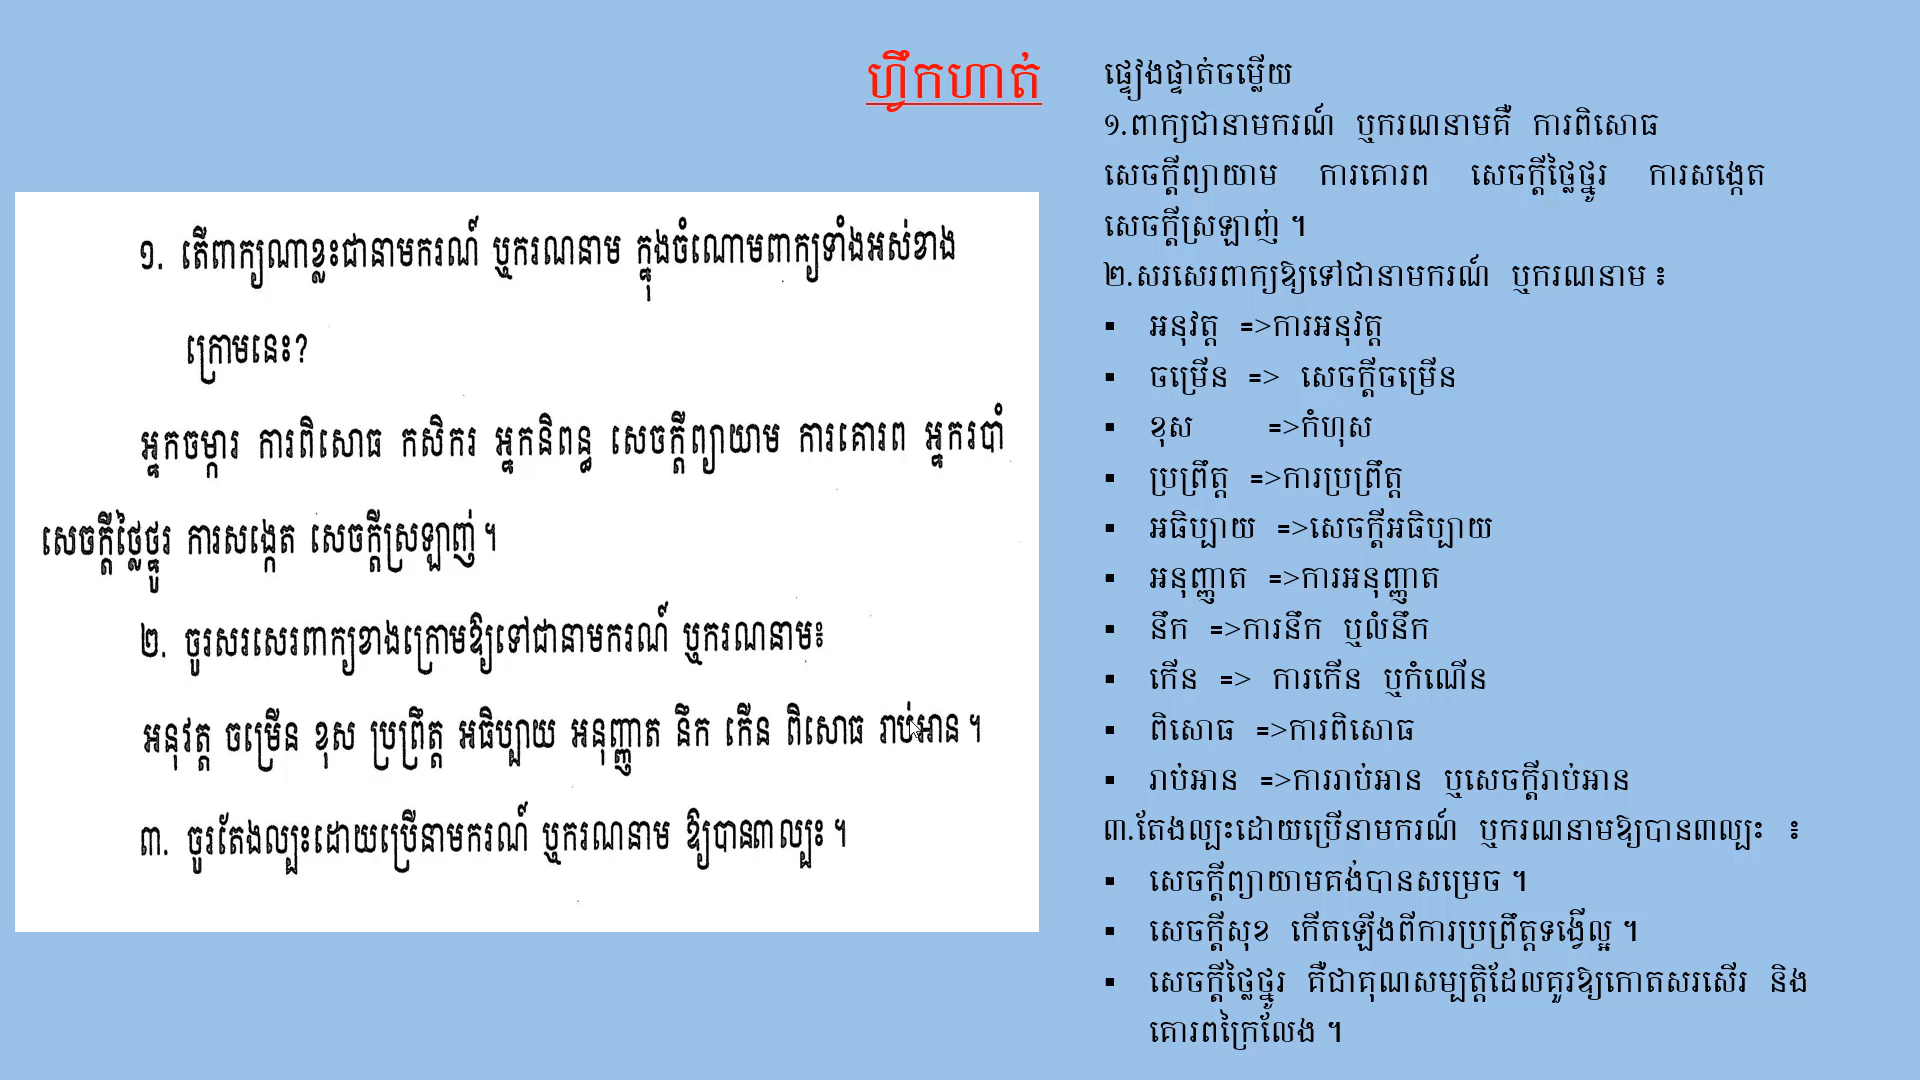 ហ្វឹកហាត់
១. តើពាក្យណាខ្លះជានាមករណ៍ ឬករណនាម ក្នុងចំណោមពាក្យទាំងអស់ខាង
ក្រោមនេះ?
អ្នកចម្ការ ការពិសោធ កសិករ អ្នកនិពន្ធ សេចក្ដីព្យាយាម ការគោរព អ្នករបាំ
សេចក្ដីថ្លៃថ្នូរ ការសង្កេត សេចក្ដីស្រឡាញ់ ។
២. ចូរសរសេរពាក្យខាងក្រោមឱ្យទៅជានាមករណ៍ ឬករណនាម៖
អនុវត្ត ចម្រើន ខុស ប្រព្រឹត្ត អធិប្បាយ អនុញ្ញាត នឹក កើន ពិសោធ រាប់អាន ។
៣. ចូរតែងល្បះដោយប្រើនាមករណ៍ ឬករណនាម ឱ្យបាន៣ល្បះ ។
ផ្ទៀងផ្ទាត់ចម្លើយ
១.ពាក្យជានាមករណ៍ ឬករណនាមគឺ ការពិសោធ
សេចក្ដីព្យាយាម ការគោរព សេចក្ដីថ្លៃថ្នូរ ការសង្កេត
សេចក្ដីស្រឡាញ់ ។
២.សរសេរពាក្យឱ្យទៅជានាមករណ៍ ឬករណនាម ៖
▪ អនុវត្ត =>ការអនុវត្ត
▪ ចម្រើន => សេចក្ដីចម្រើន
▪ ខុស =>កំហុស
▪ ប្រព្រឹត្ត =>ការប្រព្រឹត្ត
▪ អធិប្បាយ =>សេចក្ដីអធិប្បាយ
▪ អនុញ្ញាត =>ការអនុញ្ញាត
▪ នឹក =>ការនឹក ឬលំនឹក
▪ កើន => ការកើន ឬកំណើន
▪ ពិសោធ =>ការពិសោធ
▪ រាប់អាន =>ការរាប់អាន ឬសេចក្ដីរាប់អាន
៣.តែងល្បះដោយប្រើនាមករណ៍ ឬករណនាមឱ្យបាន៣ល្បះ ៖
▪ សេចក្ដីព្យាយាមគង់បានសម្រេច ។
▪ សេចក្ដីសុខ កើតឡើងពីការប្រព្រឹត្តទង្វើល្អ ។
▪ សេចក្ដីថ្លៃថ្នូរ គឺជាគុណសម្បត្តិដែលគួរឱ្យកោតសរសើរ និង
គោរពក្រៃលែង ។